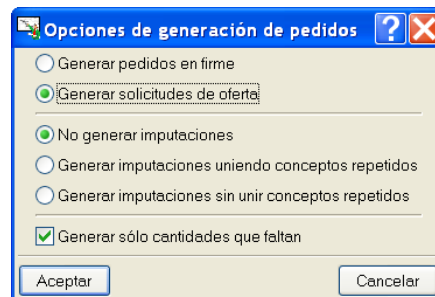 Opciones de generación de pedidos
Generar pedidos en firme
Generar solicitudes de oferta
No generar imputaciones
Generar imputaciones uniendo conceptos repetidos
Generar imputaciones sin unir conceptos repetidos
Generar sólo cantidades que faltan
Aceptar Cancelar